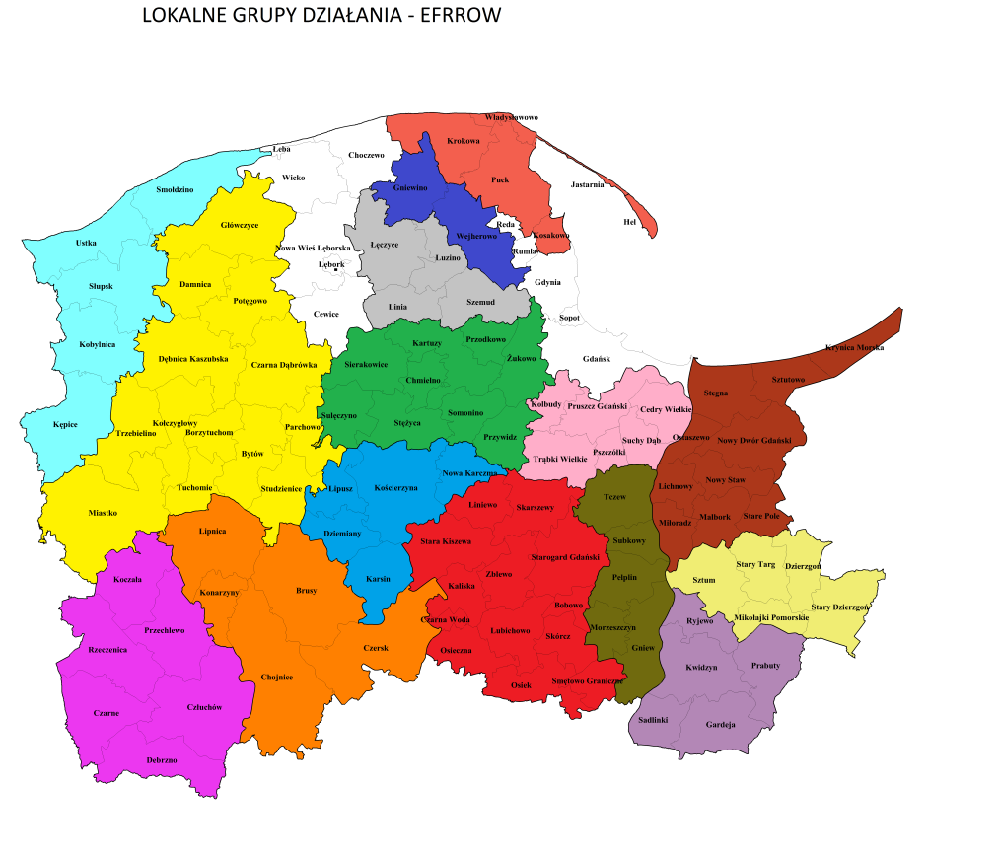 LOKALNE GRUPY DZIAŁANIA - EFRROW
Władysławowo
Krokowa
Łeba
Choczewo
Wicko
Puck
Jastarnia
Smołdzino
Gniewino
Hel
Główczyce
Reda
Wejherowo
Kosakowo
Ustka
Łęczyce
Nowa Wieś Lęborska
Rumia
Luzino
Lębork
Słupsk
Damnica
Gdynia
Potęgowo
Szemud
Linia
Cewice
Sopot
Kobylnica
Kartuzy
Przodkowo
Krynica Morska
Dębnica Kaszubska
Czarna Dąbrówka
Sierakowice
Żukowo
Gdańsk
Chmielno
Sztutowo
Stegna
Kolbudy
Pruszcz Gdański
Cedry Wielkie
Sulęczyno
Somonino
Stężyca
Kępice
Kołczygłowy
Trzebielino
Borzytuchom
Parchowo
Przywidz
Ostaszewo
Suchy Dąb
Nowy Dwór Gdański
Bytów
Pszczółki
Trąbki Wielkie
Nowa Karczma
Nowy Staw
Tuchomie
Studzienice
Lipusz
Kościerzyna
Lichnowy
Tczew
Miastko
Liniewo
Skarszewy
Miłoradz
Malbork
Stare Pole
Lipnica
Dziemiany
Stara Kiszewa
Subkowy
Starogard Gdański
Stary Targ
Dzierzgoń
Koczała
Karsin
Zblewo
Pelplin
Sztum
Konarzyny
Brusy
Kaliska
Bobowo
Stary Dzierzgoń
Czarna Woda
Mikołajki Pomorskie
Ryjewo
Przechlewo
Lubichowo
Skórcz
Morzeszczyn
Rzeczenica
Czersk
Osieczna
Gniew
Kwidzyn
Prabuty
Chojnice
Osiek
Smętowo Graniczne
Czarne
Człuchów
Sadlinki
Gardeja
Debrzno